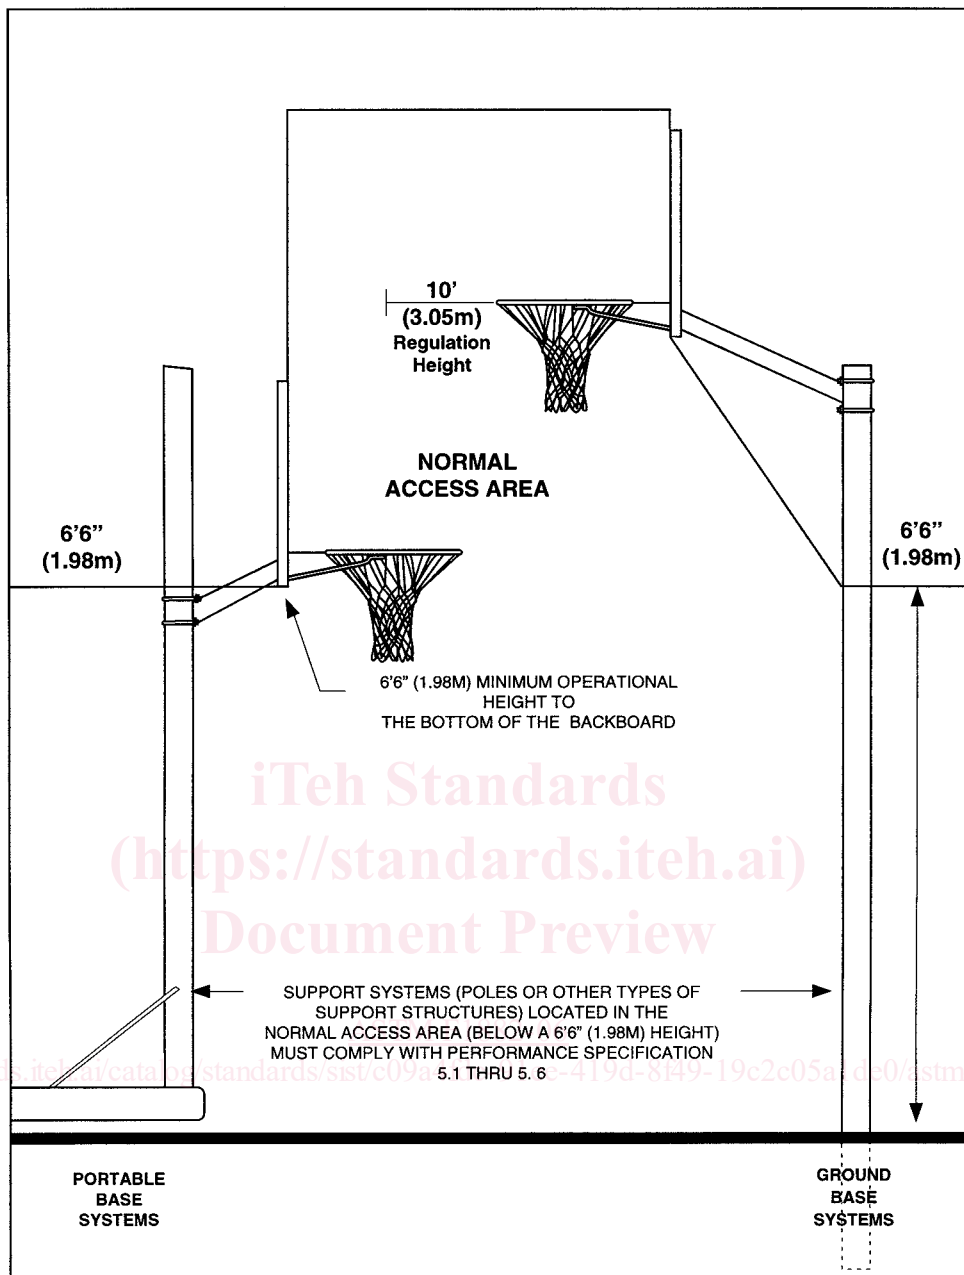 10'
(3.05m)
Regulation
Height
NORMAL
ACCESS AREA
6'6"
(1.98m)
6'6"
(1.98m)
6'6" (1.98M) MINIMUM OPERATIONAL
HEIGHT TO
THE BOTTOM OF THE BACKBOARD
iTeh Standards
(https://standards.iteh.ai)
Document Preview
SUPPORT SYSTEMS (POLES OR OTHER TYPES OF
SUPPORT STRUCTURES) LOCATED IN THE
NORMAL ACCESS AREA (BELOW A 6'6" (1.98M) HEIGHT)
MUST COMPLY WITH PERFORMANCE SPECIFICATION
5.1 THRU 5.6
PORTABLE
BASE
SYSTEMS
GROUND
BASE
SYSTEMS